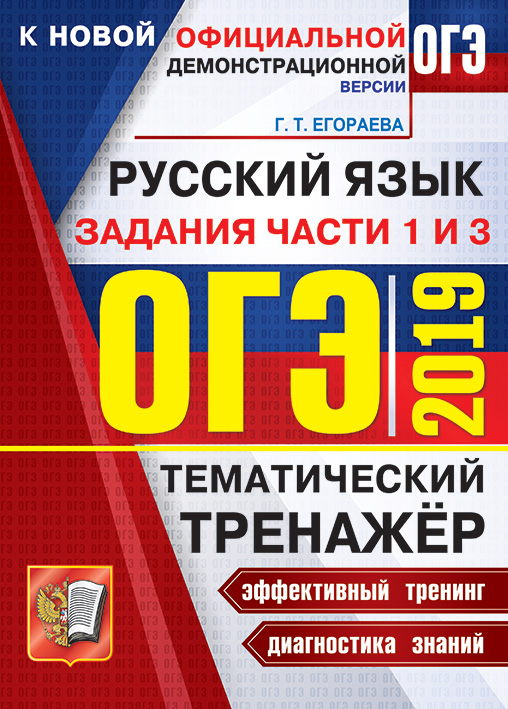 К НОВОЙ ОФИЦИАЛЬНОЙ
ДЕМОНСТРАЦИОННОЙ
ВЕРСИИ
ОГЭ
Г. Т. ЕГОРАЕВА
РУССКИЙ ЯЗЫК
ЗАДАНИЯ ЧАСТИ 1 И 3
ОГЭ
2019
ТЕМАТИЧЕСКИЙ
ТРЕНАЖЁР
эффективный тренинг
диагностика знаний